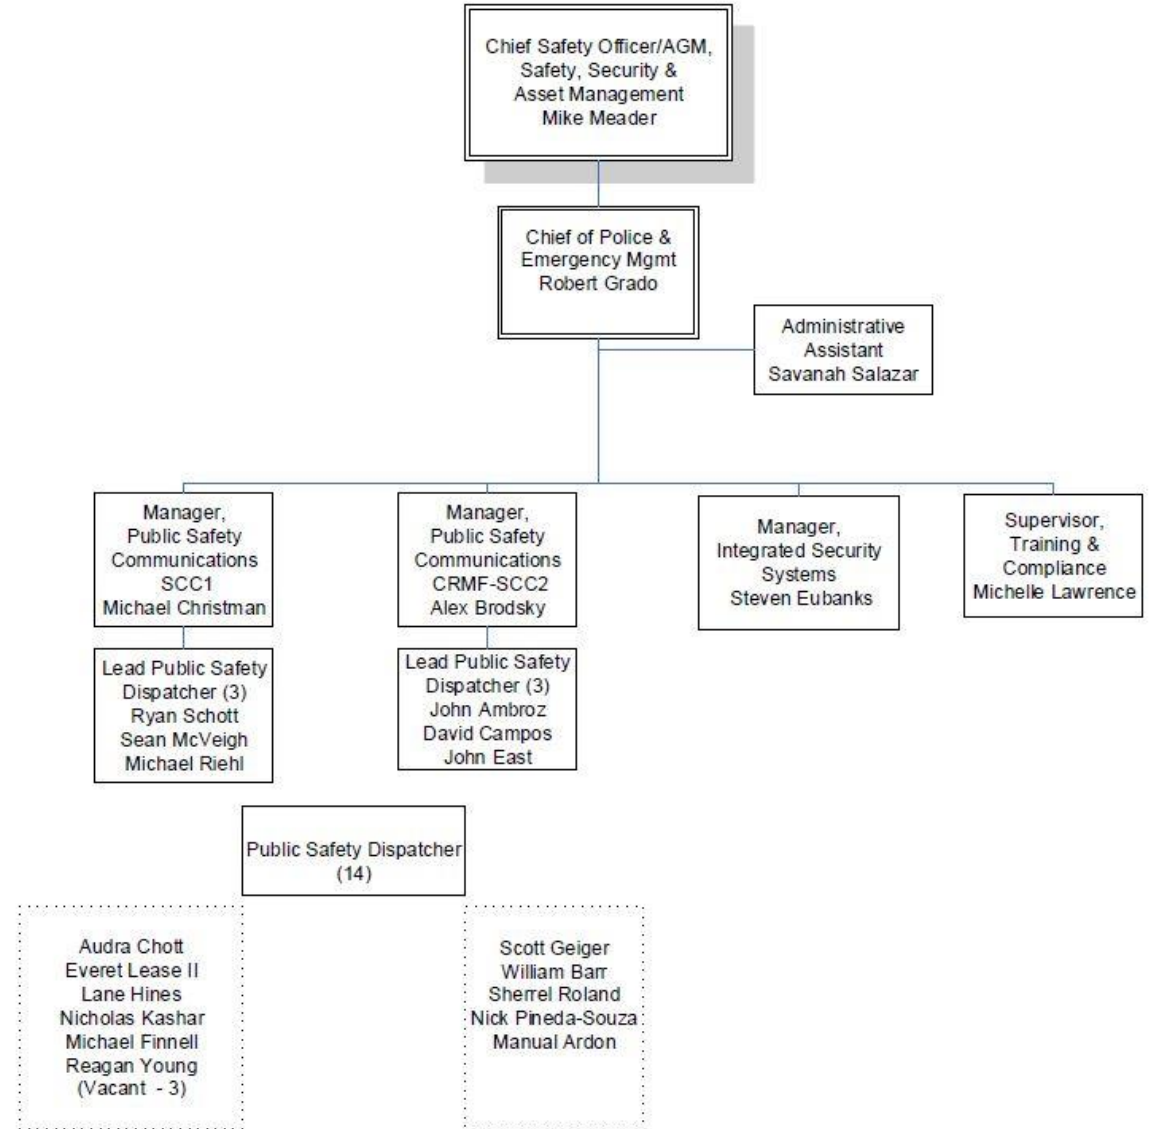 Chief Safety Officer/AGM,
Safety, Security &
Asset Management
Mike Meader
Chief of Police &
Emergency Mgmt
Robert Grado
Administrative
Assistant
Savanah Salazar
Manager,
Public Safety
Communications
SCC1
Michael Christman
Manager,
Public Safety
Communications
CRMF-SCC2
Alex Brodsky
Manager,
Integrated Security
Systems
Steven Eubanks
Supervisor,
Training &
Compliance
Michelle Lawrence
Lead Public Safety
Dispatcher (3)
Ryan Schott
Sean McVeigh
Michael Riehl
Lead Public Safety
Dispatcher (3)
John Ambroz
David Campos
John East
Public Safety Dispatcher
(14)
Audra Chott
Everet Lease II
Lane Hines
Nicholas Kashar
Michael Finnell
Reagan Young
(Vacant - 3)
Scott Geiger
William Barr
Sherrel Roland
Nick Pineda-Souza
Manual Ardon